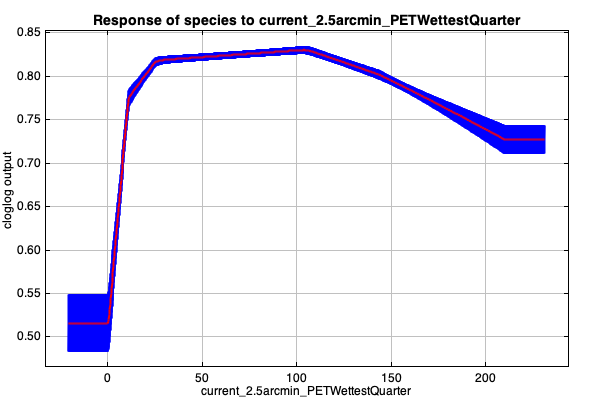 Response of species to current_2.5arcmin_PETWettestQuarter
0.85
0.80
0.75
0.70
0.65
0.60
0.55
0.50
cloglog output
0 50 100 150 200
current_2.5arcmin_PETWettestQuarter